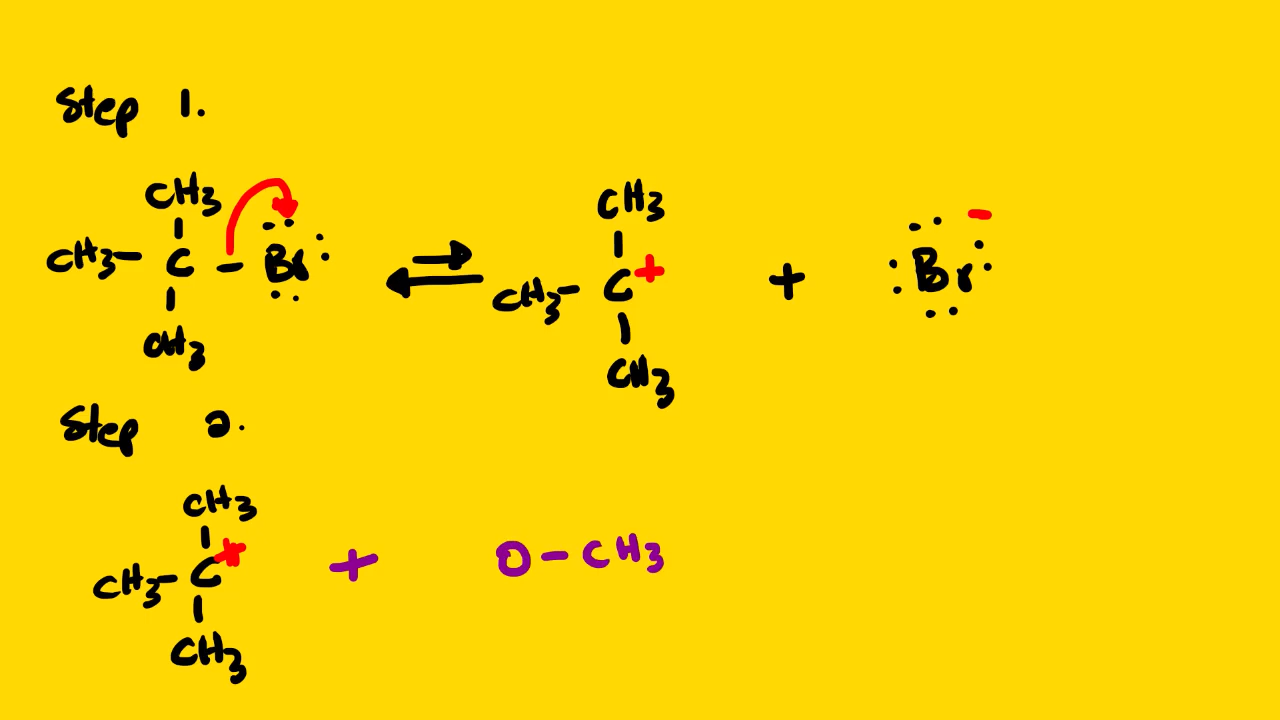 Step 1.
CH3
CH3- C - Br ⇌ CH3- C+ + Br -
CH3
CH3
CH3
Step 2.
CH3
CH3- C+ + O-CH3
CH3